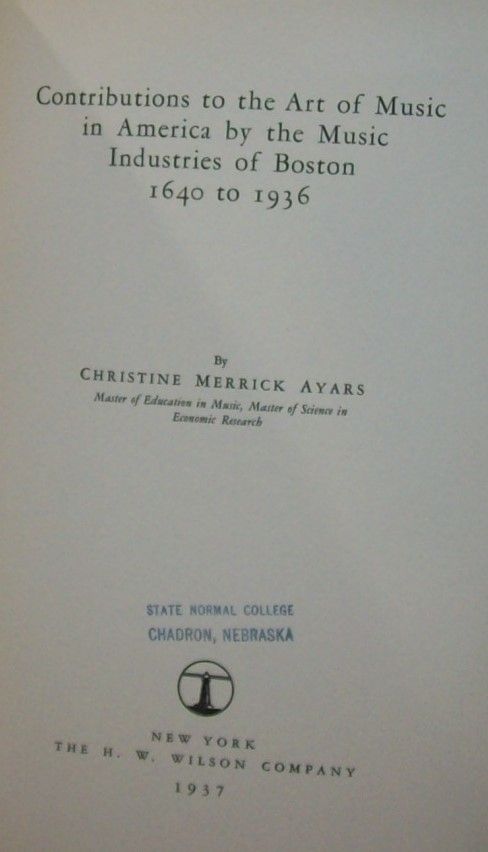 Contributions to the Art of Music
in America by the Music
Industries of Boston
1640 to 1936
By
CHRISTINE MERRICK AYARS
Master of Education in Music, Master of Science in
Economic Research
STATE NORMAL COLLEGE
CHADRON, NEBRASKA
NEW YORK
THE H. W. WILSON COMPANY
1937